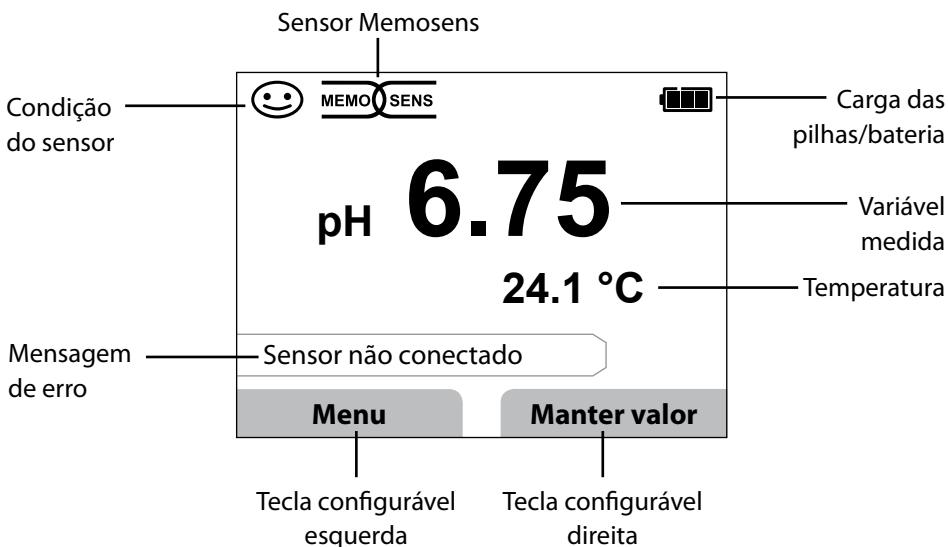 Sensor Memosens
Condição
do sensor
MEMO SENS
Carga das
pilhas/bateria
pH 6.75
Variável
medida
24.1 °C
Temperatura
Mensagem
de erro
Sensor não conectado
Menu
Manter valor
Tecla configurável
esquerda
Tecla configurável
direita